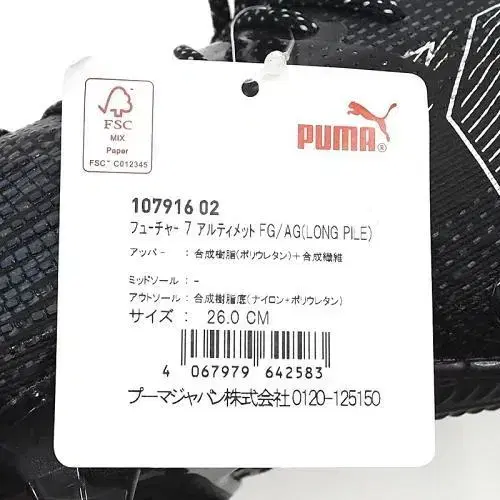 FSC
MIX
Paper
FSC™ C012345
PUMA®
107916 02
フューチャー 7 アルティメット FG/AG(LONG PILE)
アッパー : 合成樹脂(ポリウレタン)+合成繊維
ミッドソール : -
アウトソール : 合成樹脂底(ナイロン+ポリウレタン)
サイズ : 26.0 CM
4 067979 642583
プーマジャパン株式会社0120-125150